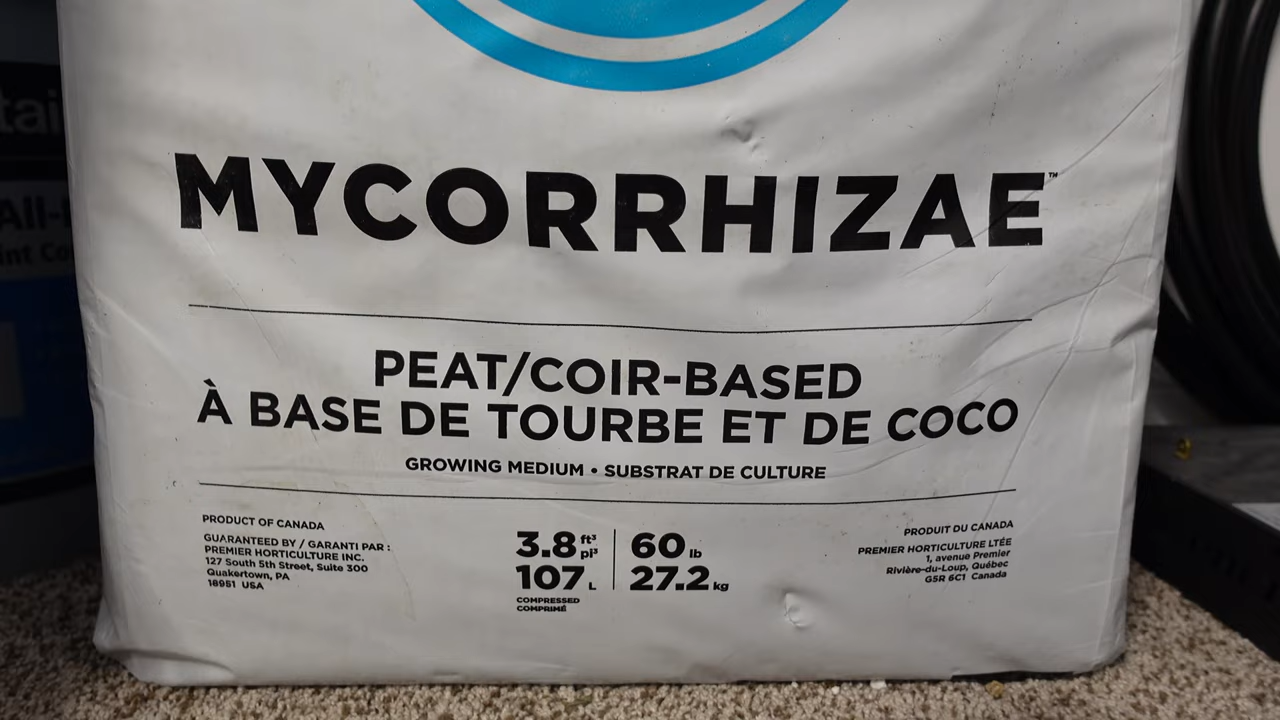 MYCORRHIZAE™
PEAT/COIR-BASED
À BASE DE TOURBE ET DE COCO
GROWING MEDIUM • SUBSTRAT DE CULTURE
PRODUCT OF CANADA
GUARANTEED BY / GARANTI PAR :
PREMIER HORTICULTURE INC.
127 South 5th Street, Suite 300
Quakertown, PA
18951 USA
3.8 ft³ pi³
107 L
COMPRESSED
COMPRIMÉ
60 lb
27.2 kg
PRODUIT DU CANADA
PREMIER HORTICULTURE LTÉE
1, avenue Premier
Rivière-du-Loup, Québec
G5R 6C1 Canada